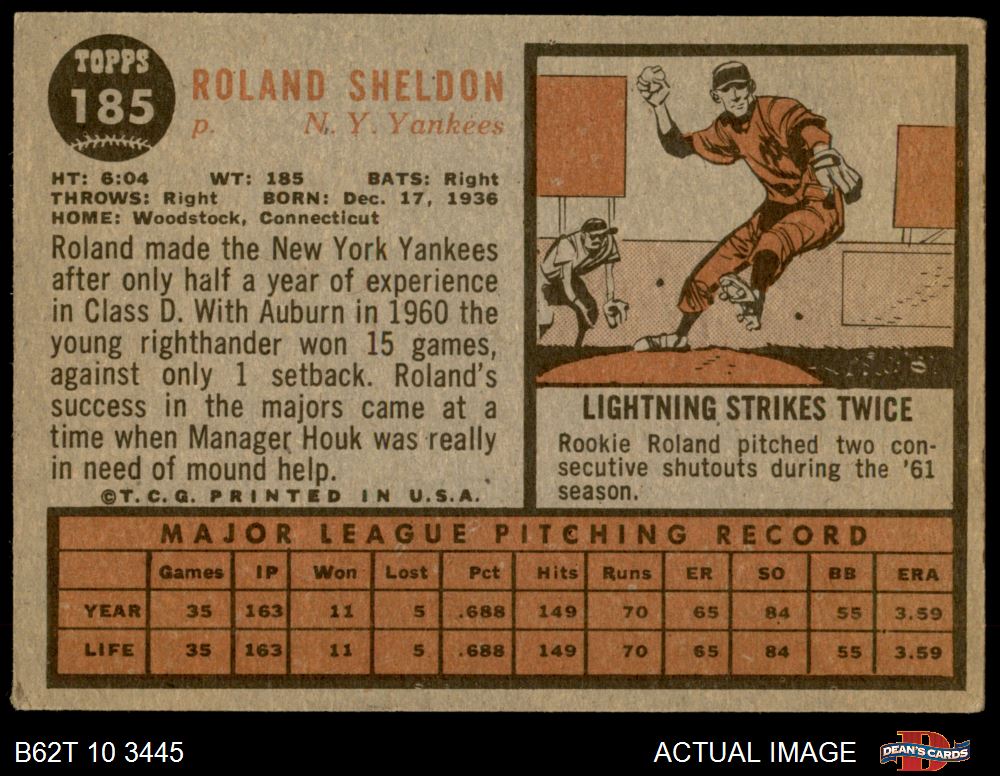 TOPPS
185
ROLAND SHELDON
p. N. Y. Yankees
HT: 6:04 WT: 185 BATS: Right
THROWS: Right BORN: Dec. 17, 1936
HOME: Woodstock, Connecticut
Roland made the New York Yankees
after only half a year of experience
in Class D. With Auburn in 1960 the
young righthander won 15 games,
against only 1 setback. Roland's
success in the majors came at a
time when Manager Houk was really
in need of mound help.
©T.C.G. PRINTED IN U.S.A.
LIGHTNING STRIKES TWICE
Rookie Roland pitched two con-
secutive shutouts during the '61
season.
MAJOR LEAGUE PITCHING RECORD
Games IP Won Lost Pct Hits Runs ER SO BB ERA
YEAR 35 163 11 5 .688 149 70 65 84 55 3.59
LIFE 35 163 11 5 .688 149 70 65 84 55 3.59
B62T 10 3445
ACTUAL IMAGE
DEAN'S CARDS